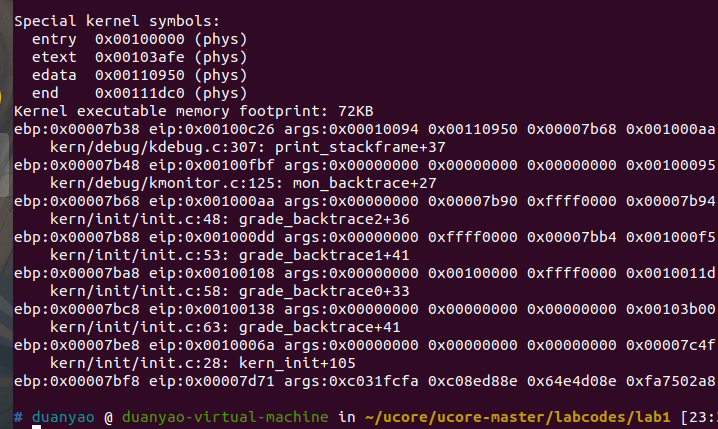 Special kernel symbols:
  entry  0x00100000 (phys)
  etext  0x00103afe (phys)
  edata  0x00110950 (phys)
  end    0x00111dc0 (phys)
Kernel executable memory footprint: 72KB
ebp:0x00007b38 eip:0x00100c26 args:0x00010094 0x00110950 0x00007b68 0x001000aa
    kern/debug/kdebug.c:307: print_stackframe+37
ebp:0x00007b48 eip:0x00100fbf args:0x00000000 0x00000000 0x00000000 0x00100095
    kern/debug/kmonitor.c:125: mon_backtrace+27
ebp:0x00007b68 eip:0x001000aa args:0x00000000 0x00007b90 0xffff0000 0x00007b94
    kern/init/init.c:48: grade_backtrace2+36
ebp:0x00007b88 eip:0x001000dd args:0x00000000 0xffff0000 0x00007bb4 0x001000f5
    kern/init/init.c:53: grade_backtrace1+41
ebp:0x00007ba8 eip:0x00100108 args:0x00000000 0x00100000 0xffff0000 0x0010011d
    kern/init/init.c:58: grade_backtrace0+33
ebp:0x00007bc8 eip:0x00100138 args:0x00000000 0x00000000 0x00000000 0x00103b00
    kern/init/init.c:63: grade_backtrace+41
ebp:0x00007be8 eip:0x0010006a args:0x00000000 0x00000000 0x00000000 0x00007c4f
    kern/init/init.c:28: kern_init+105
ebp:0x00007bf8 eip:0x00007d71 args:0xc031fcfa 0xc08ed88e 0x64e4d08e 0xfa7502a8
# duanyao @ duanyao-virtual-machine in ~/ucore/ucore-master/labcodes/lab1 [23: